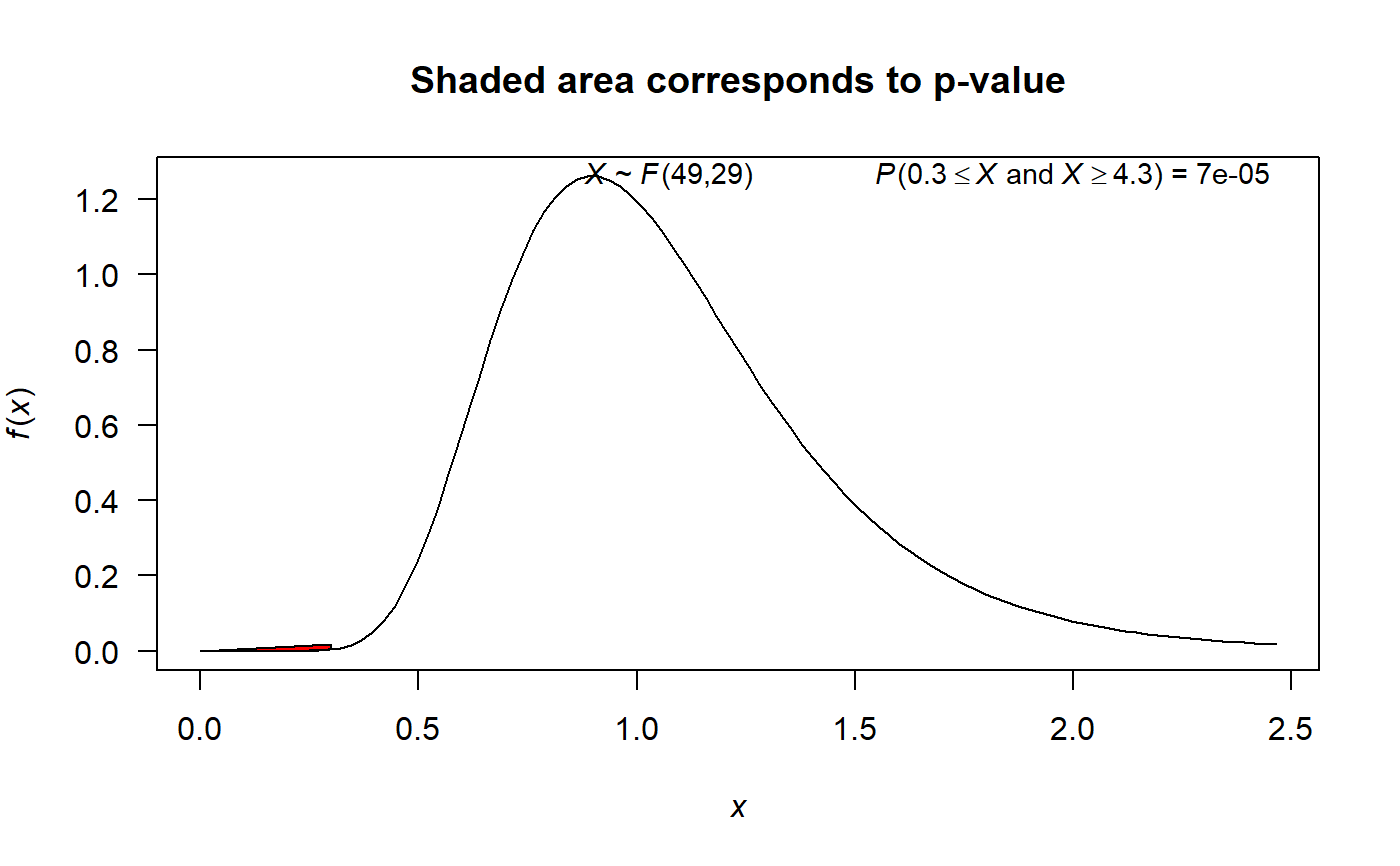 Shaded area corresponds to p-value
X ~ F(49,29)
P(0.3 ≤ X and X ≥ 4.3) = 7e-05
f(x)
1.2
1.0
0.8
0.6
0.4
0.2
0.0
0.0 0.5 1.0 1.5 2.0 2.5
x